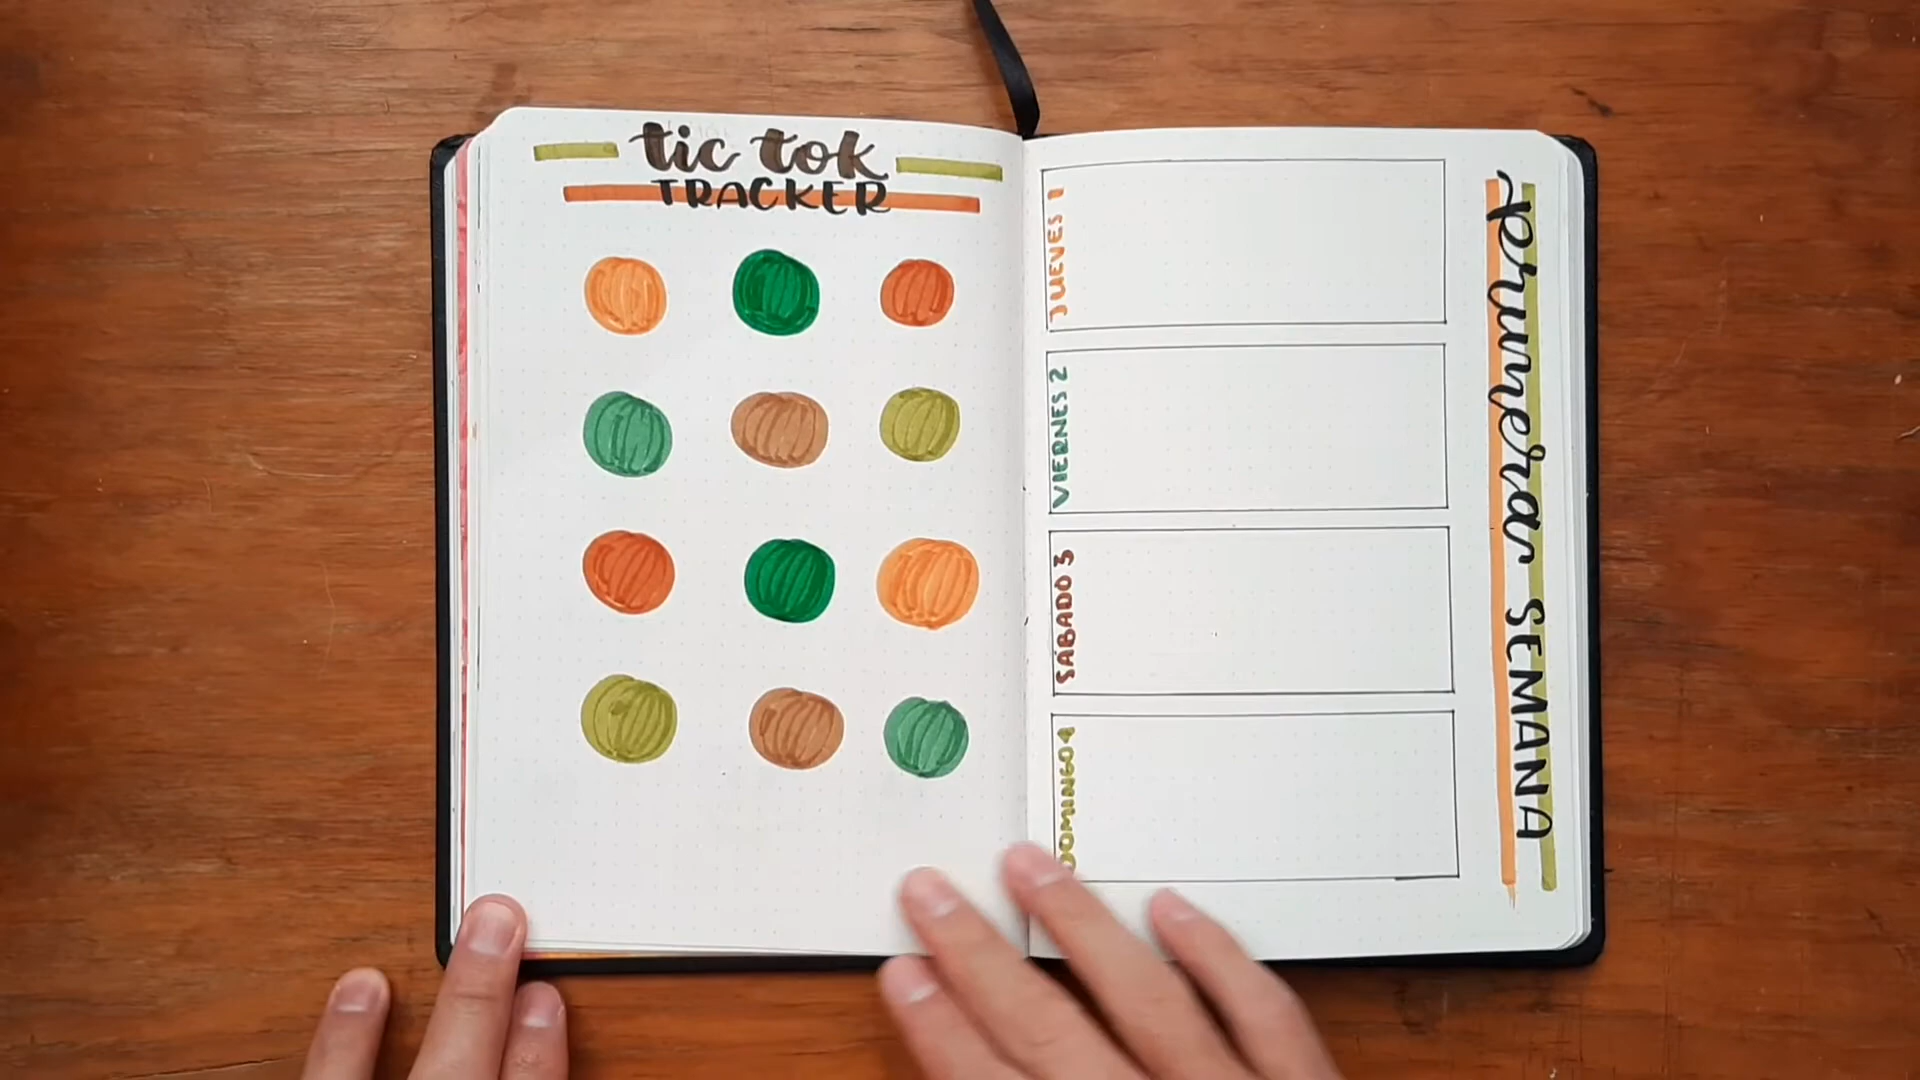 tic tok
TRACKER
JUEVES 1
VIERNES 2
SÁBADO 3
DOMINGO 4
primera SEMANA